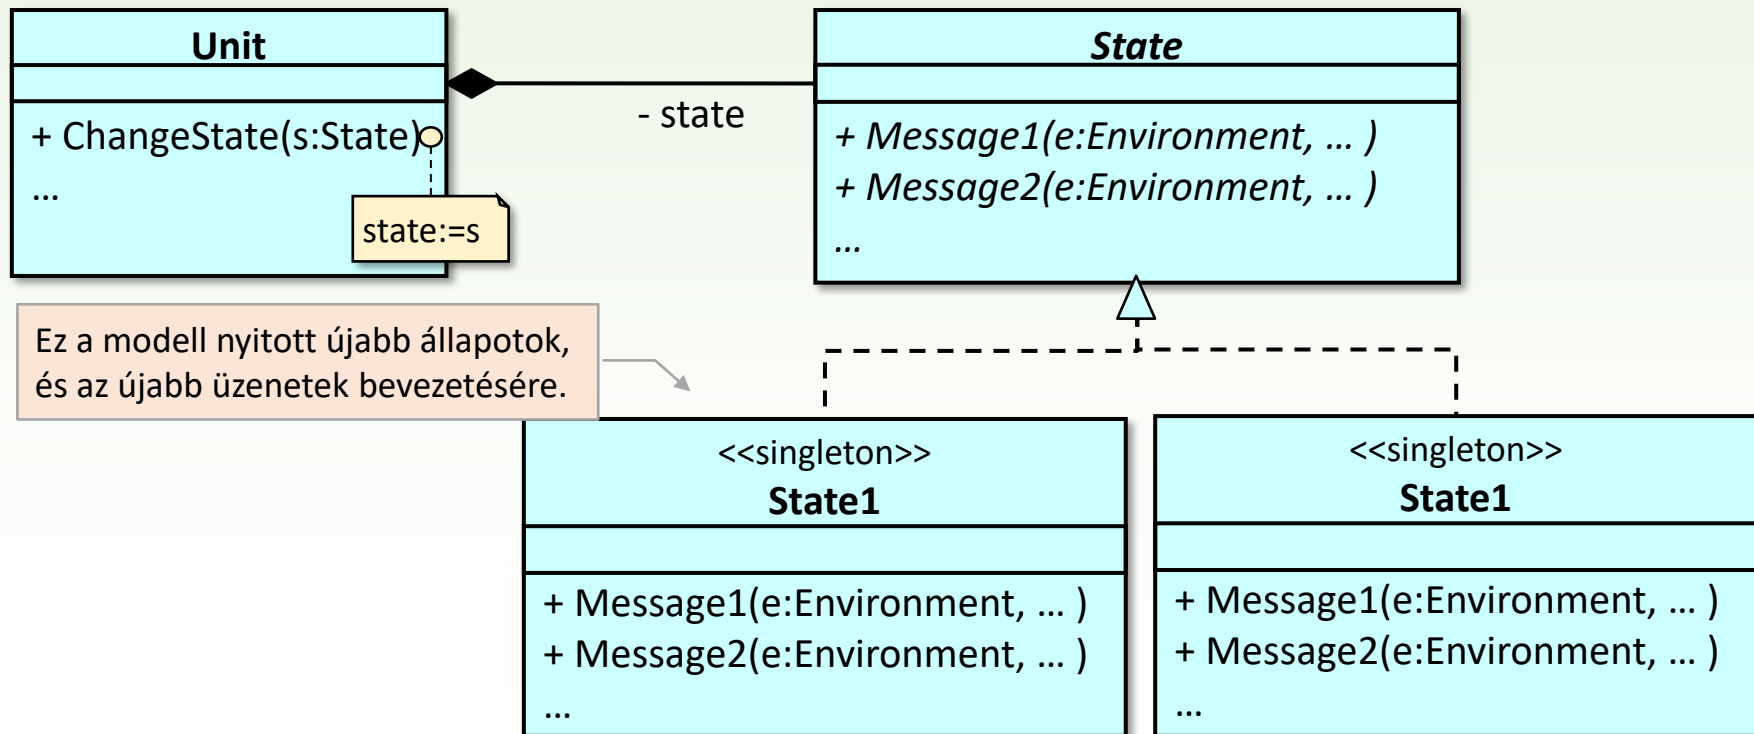 Unit
+ ChangeState(s:State)
...
state:=s
- state
State
+ Message1(e:Environment, … )
+ Message2(e:Environment, … )
...
Ez a modell nyitott újabb állapotok,
és az újabb üzenetek bevezetésére.
<<singleton>>
State1
+ Message1(e:Environment, … )
+ Message2(e:Environment, … )
...
<<singleton>>
State1
+ Message1(e:Environment, … )
+ Message2(e:Environment, … )
...